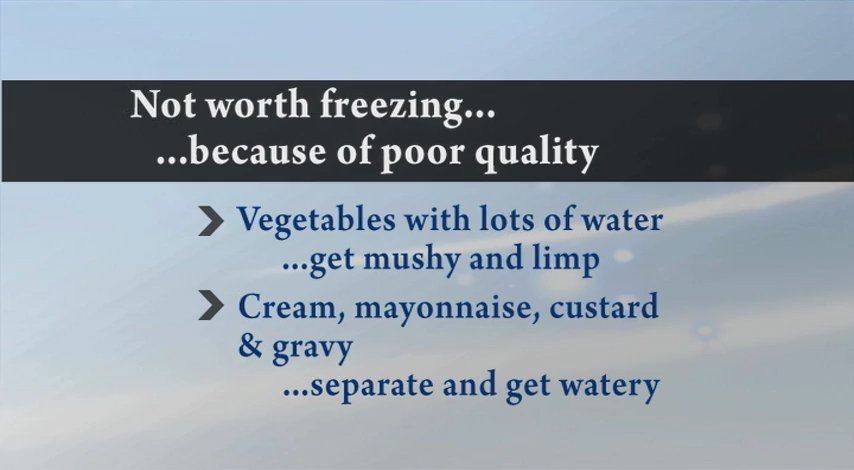 Not worth freezing...
...because of poor quality
Vegetables with lots of water
...get mushy and limp
Cream, mayonnaise, custard
& gravy
...separate and get watery